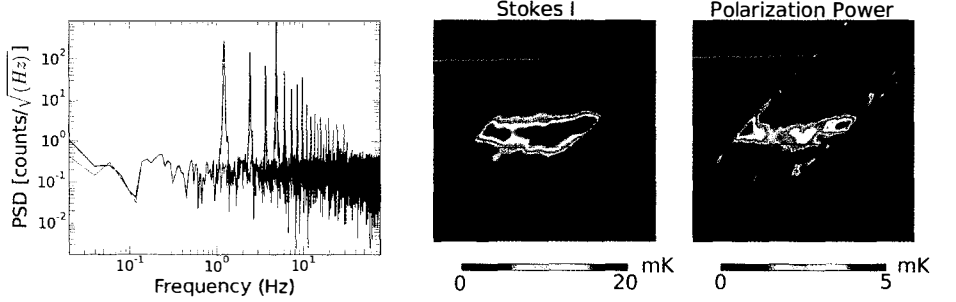 Stokes I
Polarization Power
10²
10¹
10⁰
10⁻¹
10⁻²
PSD [counts/√(Hz)]
10⁻¹
10⁰
10¹
Frequency (Hz)
0
20
mK
0
5
mK